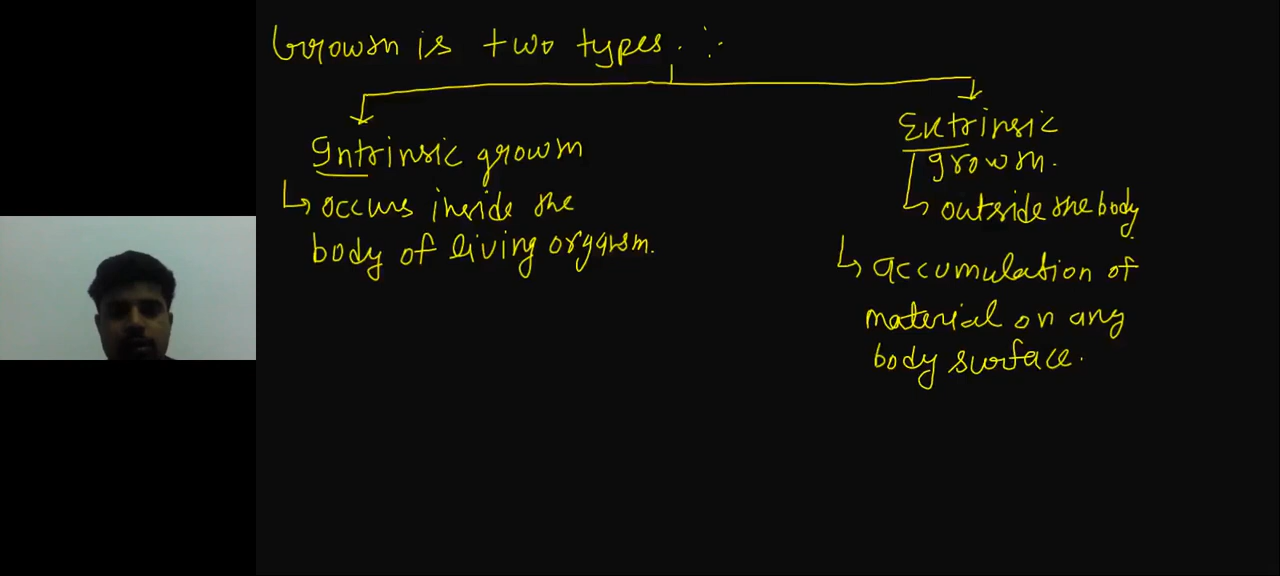 Growth is two types :
Intrinsic growth
↳ occurs inside the
body of living organism.
Extrinsic
growth.
↳ outside the body
↳ accumulation of
material on any
body surface.